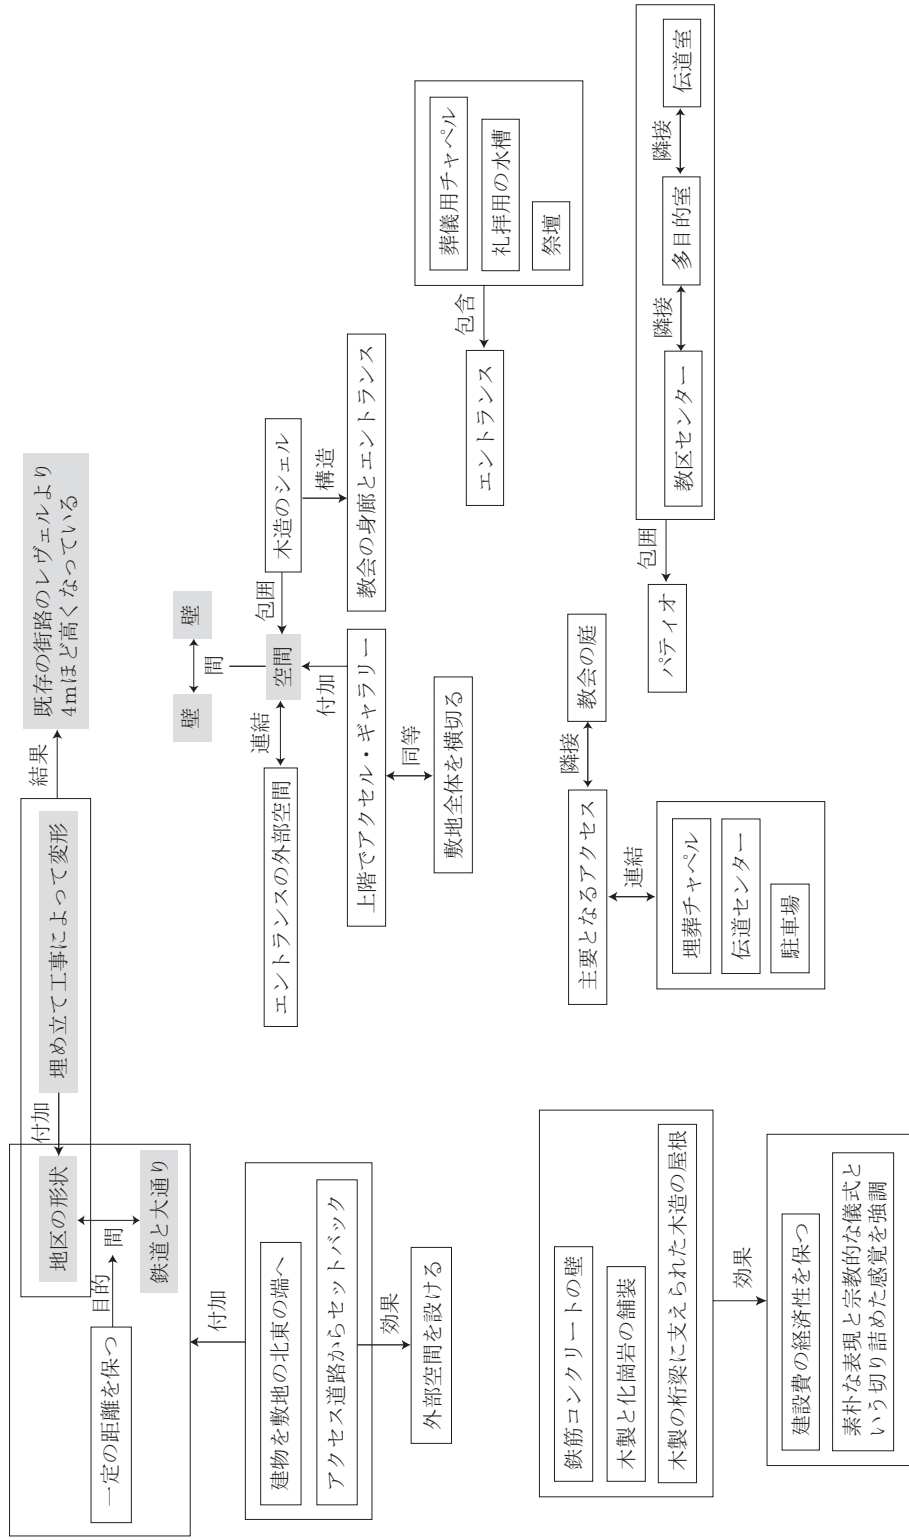 一定の距離を保つ
目的
地区の形状
間
鉄道と大通り
付加
埋め立て工事によって変形
結果
既存の街路のレヴェルより
4mほど高くなっている
付加
建物を敷地の北東の端へ
アクセス道路からセットバック
効果
外部空間を設ける
壁
壁
間
エントランスの外部空間
連結
空間
包囲
木造のシェル
構造
教会の身廊とエントランス
付加
上階でアクセル・ギャラリー
同等
敷地全体を横切る
エントランス
包含
葬儀用チャペル
礼拝用の水槽
祭壇
鉄筋コンクリートの壁
木製と化崗岩の舗装
木製の桁梁に支えられた木造の屋根
効果
建設費の経済性を保つ
素朴な表現と宗教的な儀式と
いう切り詰めた感覚を強調
主要となるアクセス
隣接
教会の庭
連結
埋葬チャペル
伝道センター
駐車場
パティオ
包囲
教区センター
隣接
多目的室
隣接
伝道室